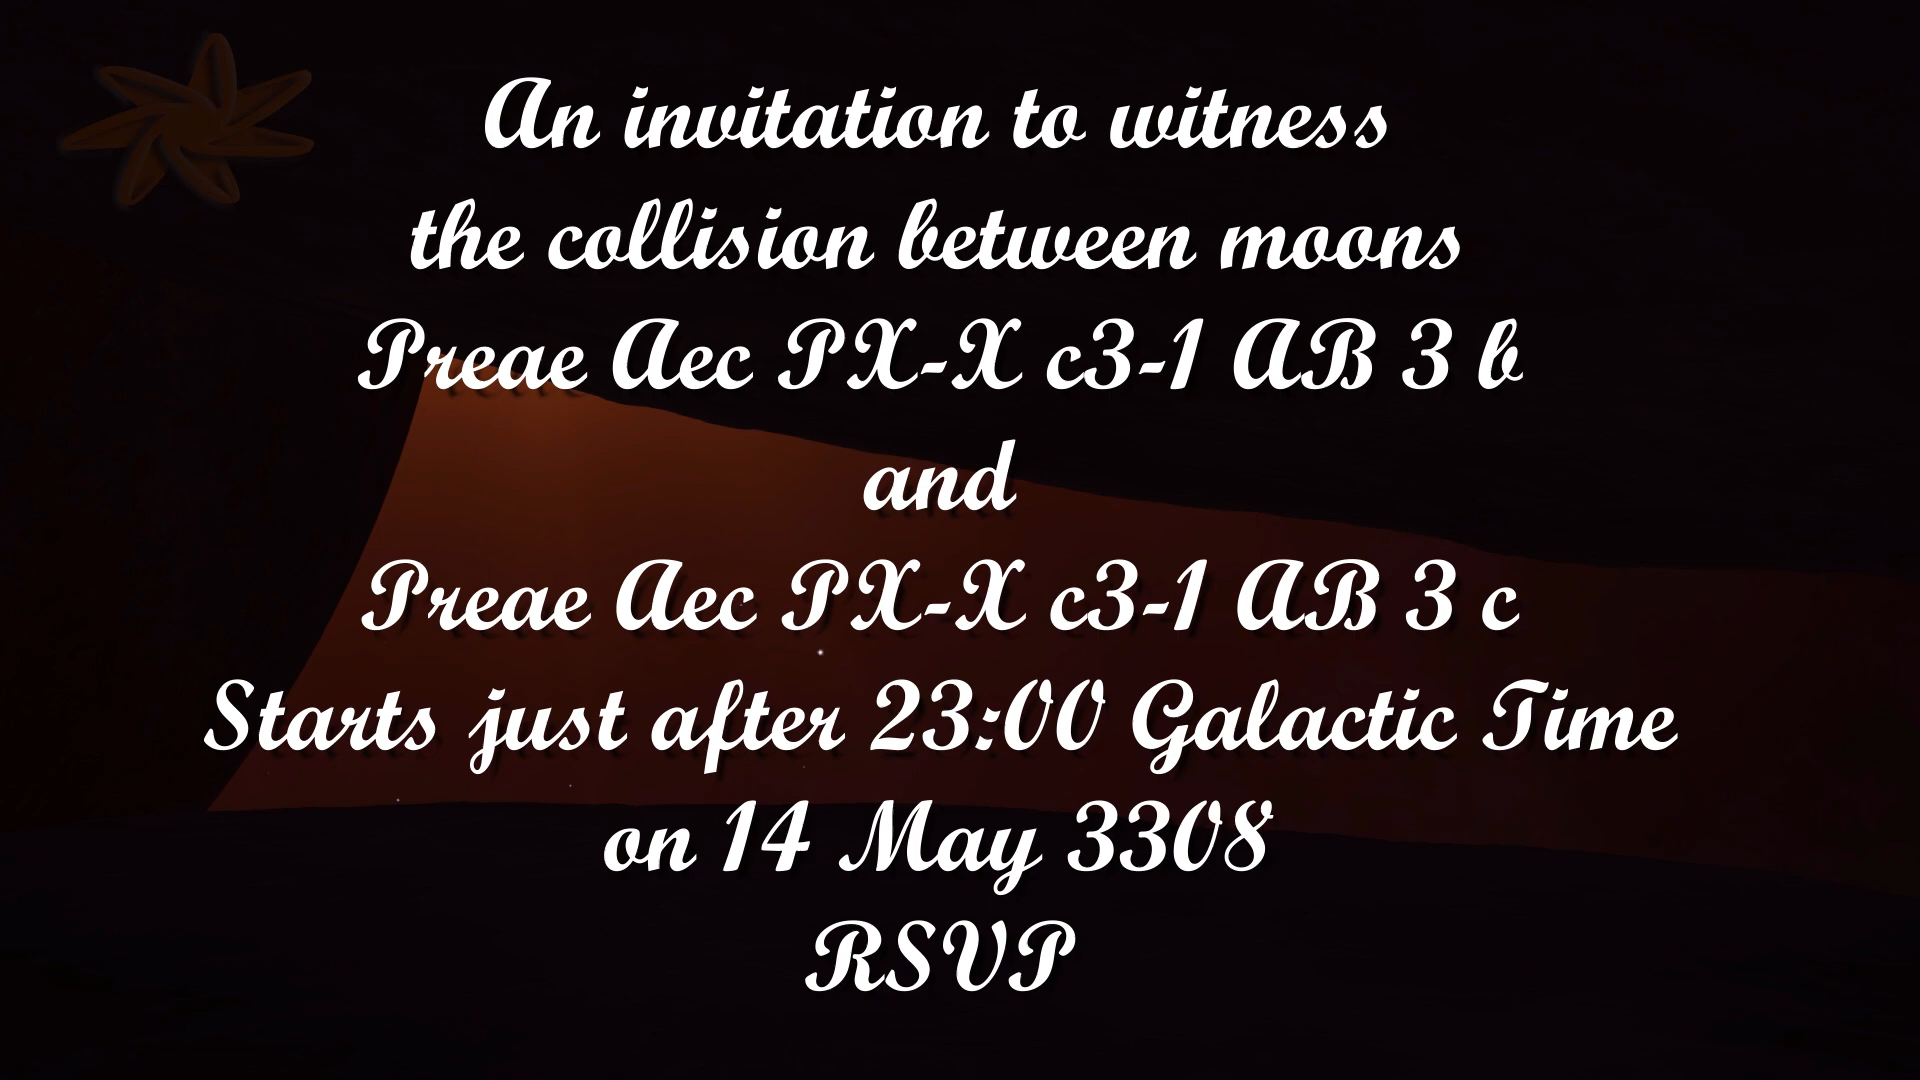 An invitation to witness
the collision between moons
Preae Aec PX-X c3-1 AB 3 b
and
Preae Aec PX-X c3-1 AB 3 c
Starts just after 23:00 Galactic Time
on 14 May 3308
RSVP